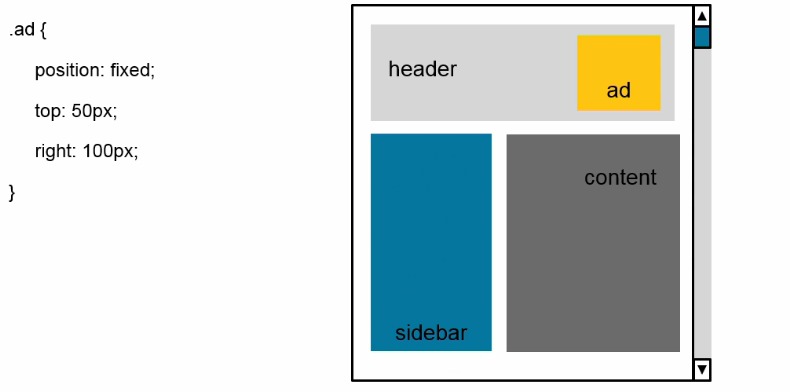 .ad {
position: fixed;
top: 50px;
right: 100px;
}
header
ad
content
sidebar